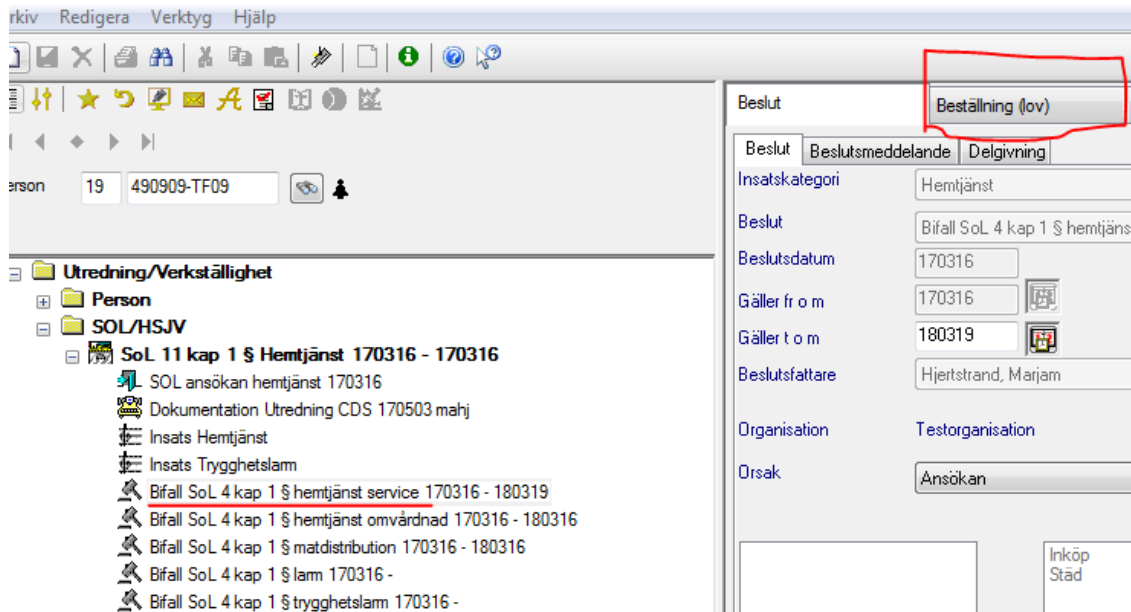 rkiv Redigera Verktyg Hjälp
erson 19 490909-TF09
Utredning/Verkställighet
Person
SOL/HSJV
SoL 11 kap 1 § Hemtjänst 170316 - 170316
SOL ansökan hemtjänst 170316
Dokumentation Utredning CDS 170503 mahj
Insats Hemtjänst
Insats Trygghetslarm
Bifall SoL 4 kap 1 § hemtjänst service 170316 - 180319
Bifall SoL 4 kap 1 § hemtjänst omvårdnad 170316 - 180316
Bifall SoL 4 kap 1 § matdistribution 170316 - 180316
Bifall SoL 4 kap 1 § larm 170316 -
Bifall SoL 4 kap 1 § trygghetslarm 170316 -
Beslut Beställning (lov)
Beslut Beslutsmeddelande Delgivning
Insatskategori Hemtjänst
Beslut Bifall SoL 4 kap 1 § hemtjäns
Beslutsdatum 170316
Gäller fr o m 170316
Gäller t o m 180319
Beslutsfattare Hjertstrand, Marjam
Organisation Testorganisation
Orsak Ansökan
Inköp
Städ